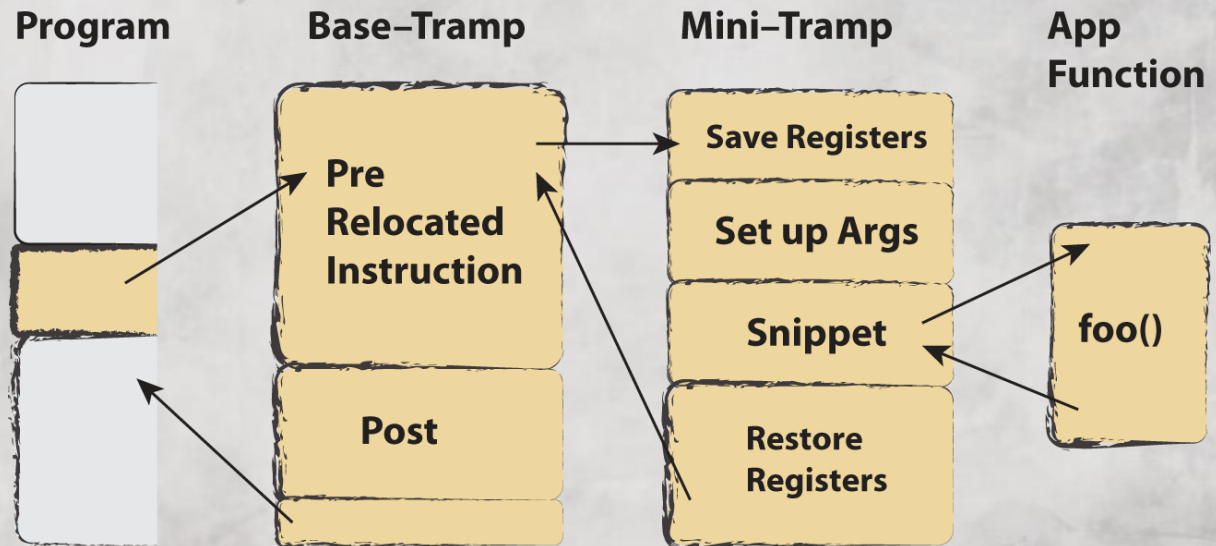 Program
Base–Tramp
Mini–Tramp
App
Function
Pre
Relocated
Instruction
Post
Save Registers
Set up Args
Snippet
Restore
Registers
foo()